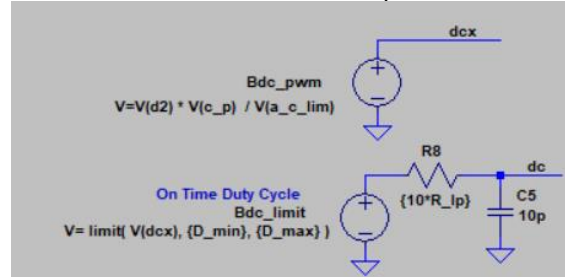 dcx
Bdc_pwm
V=V(d2) * V(c_p) / V(a_c_lim)
R8
dc
{10*R_lp}
C5
10p
On Time Duty Cycle
Bdc_limit
V= limit( V(dcx), {D_min}, {D_max} )